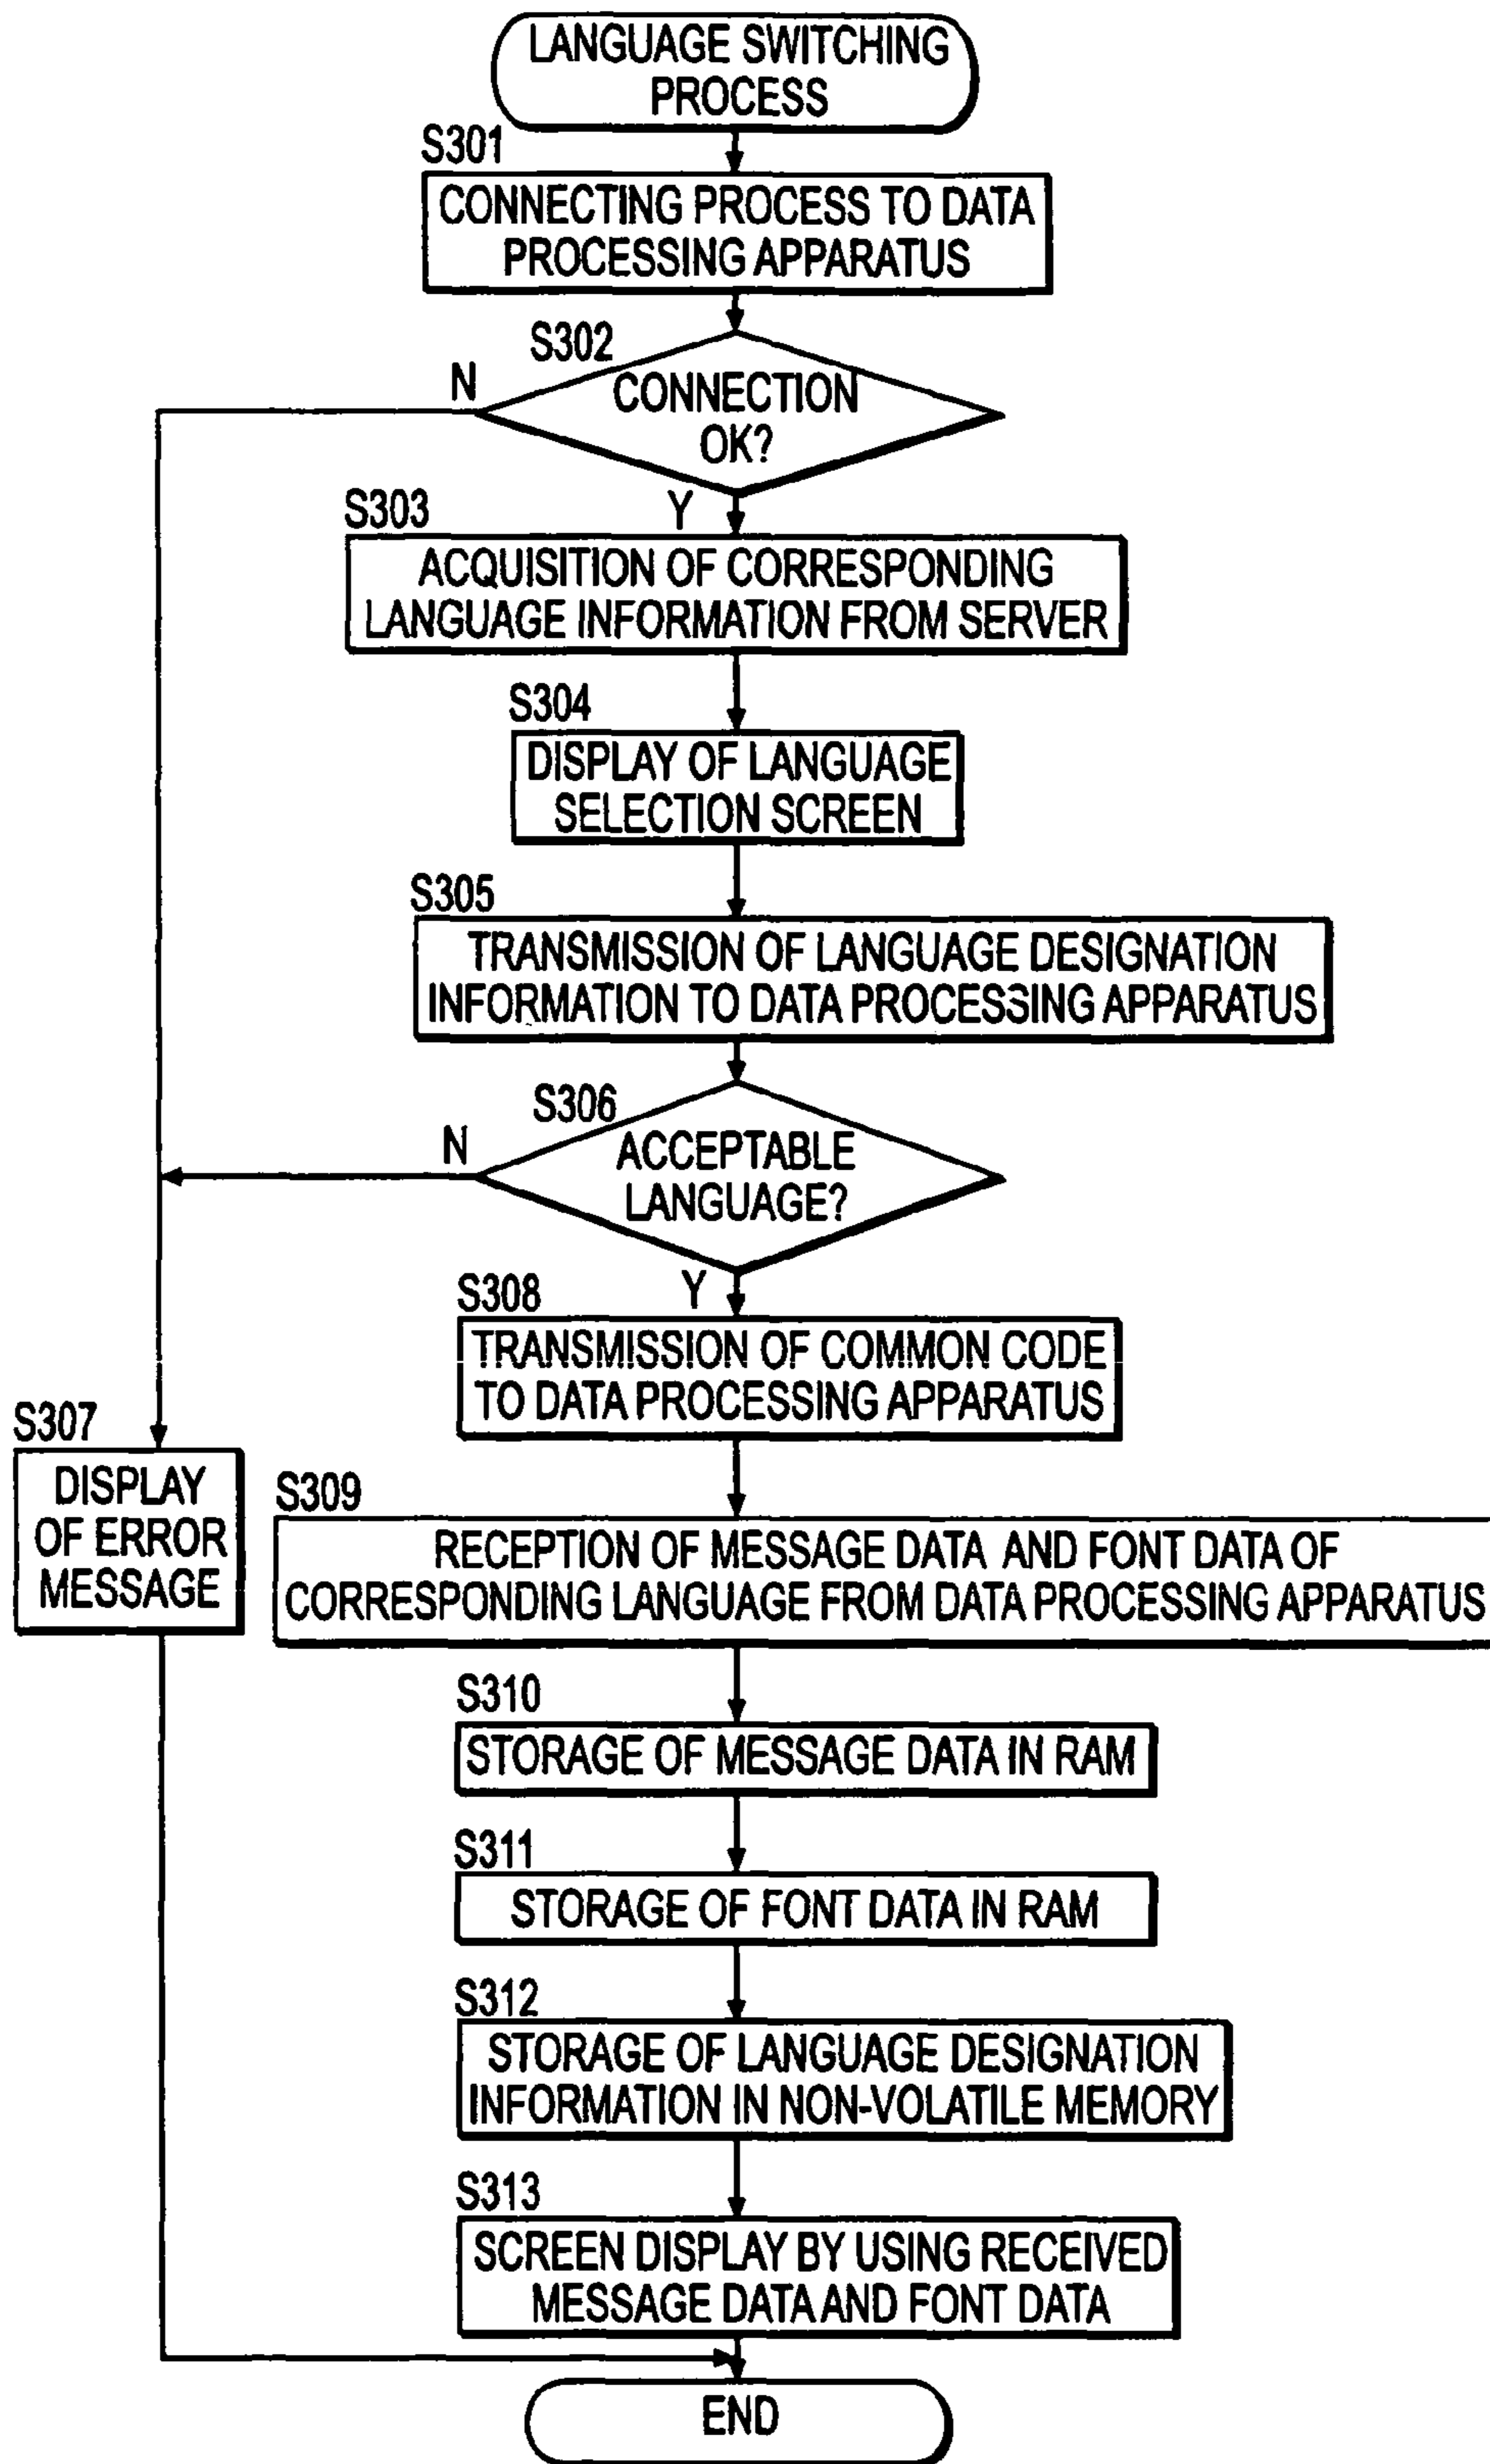 LANGUAGE SWITCHING
PROCESS
S301
CONNECTING PROCESS TO DATA
PROCESSING APPARATUS
S302
N
CONNECTION
OK?
Y
S303
ACQUISITION OF CORRESPONDING
LANGUAGE INFORMATION FROM SERVER
S304
DISPLAY OF LANGUAGE
SELECTION SCREEN
S305
TRANSMISSION OF LANGUAGE DESIGNATION
INFORMATION TO DATA PROCESSING APPARATUS
S306
N
ACCEPTABLE
LANGUAGE?
Y
S308
TRANSMISSION OF COMMON CODE
TO DATA PROCESSING APPARATUS
S307
DISPLAY
OF ERROR
MESSAGE
S309
RECEPTION OF MESSAGE DATA AND FONT DATA OF
CORRESPONDING LANGUAGE FROM DATA PROCESSING APPARATUS
S310
STORAGE OF MESSAGE DATA IN RAM
S311
STORAGE OF FONT DATA IN RAM
S312
STORAGE OF LANGUAGE DESIGNATION
INFORMATION IN NON-VOLATILE MEMORY
S313
SCREEN DISPLAY BY USING RECEIVED
MESSAGE DATA AND FONT DATA
END